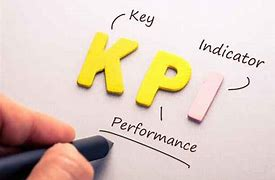 Key
KPI
Indicator
Performance